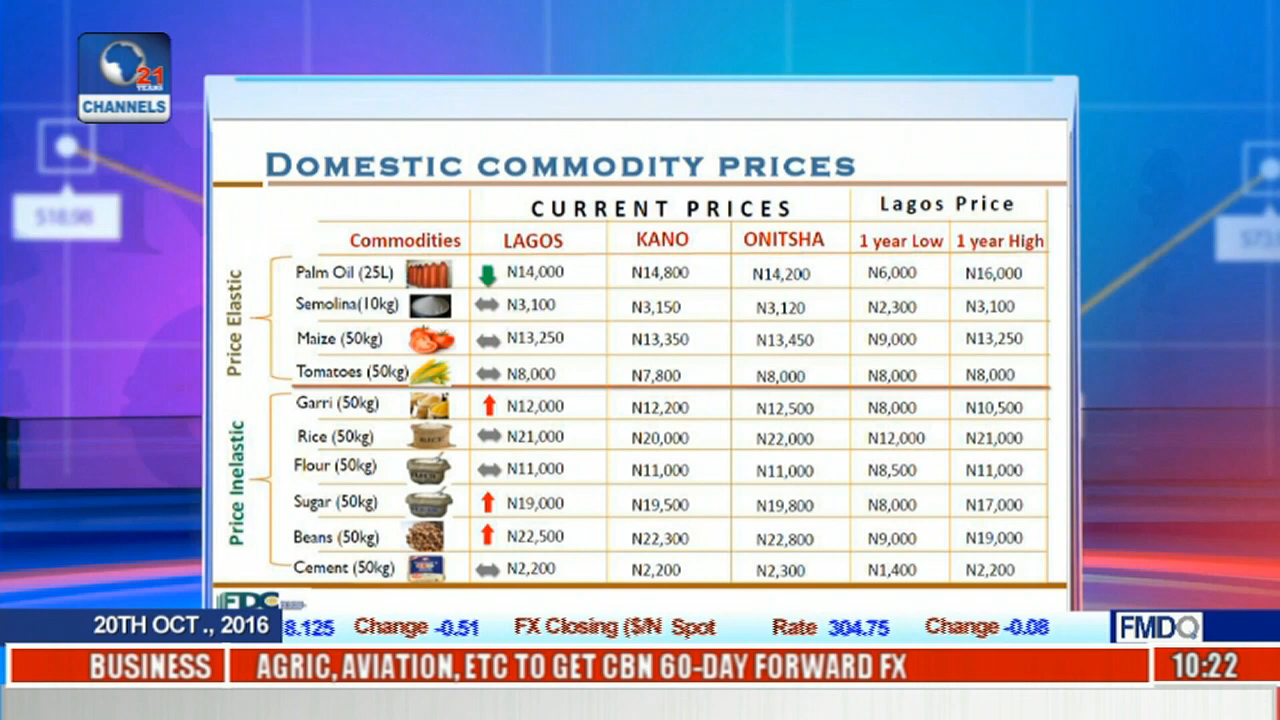 21
YEARS
CHANNELS
DOMESTIC COMMODITY PRICES
CURRENT PRICES Lagos Price
Commodities LAGOS KANO ONITSHA 1 year Low 1 year High
Price Elastic
Palm Oil (25L) N14,000 N14,800 N14,200 N6,000 N16,000
Semolina(10kg) N3,100 N3,150 N3,120 N2,300 N3,100
Maize (50kg) N13,250 N13,350 N13,450 N9,000 N13,250
Tomatoes (50kg) N8,000 N7,800 N8,000 N8,000 N8,000
Price Inelastic
Garri (50kg) N12,000 N12,200 N12,500 N8,000 N10,500
Rice (50kg) N21,000 N20,000 N22,000 N12,000 N21,000
Flour (50kg) N11,000 N11,000 N11,000 N8,500 N11,000
Sugar (50kg) N19,000 N19,500 N19,800 N8,000 N17,000
Beans (50kg) N22,500 N22,300 N22,800 N9,000 N19,000
Cement (50kg) N2,200 N2,200 N2,300 N1,400 N2,200
FDC
20TH OCT., 2016 8.125 Change -0.51 FX Closing ($/N Spot Rate 304.75 Change -0.08 FMDQ
BUSINESS AGRIC, AVIATION, ETC TO GET CBN 60-DAY FORWARD FX 10:22